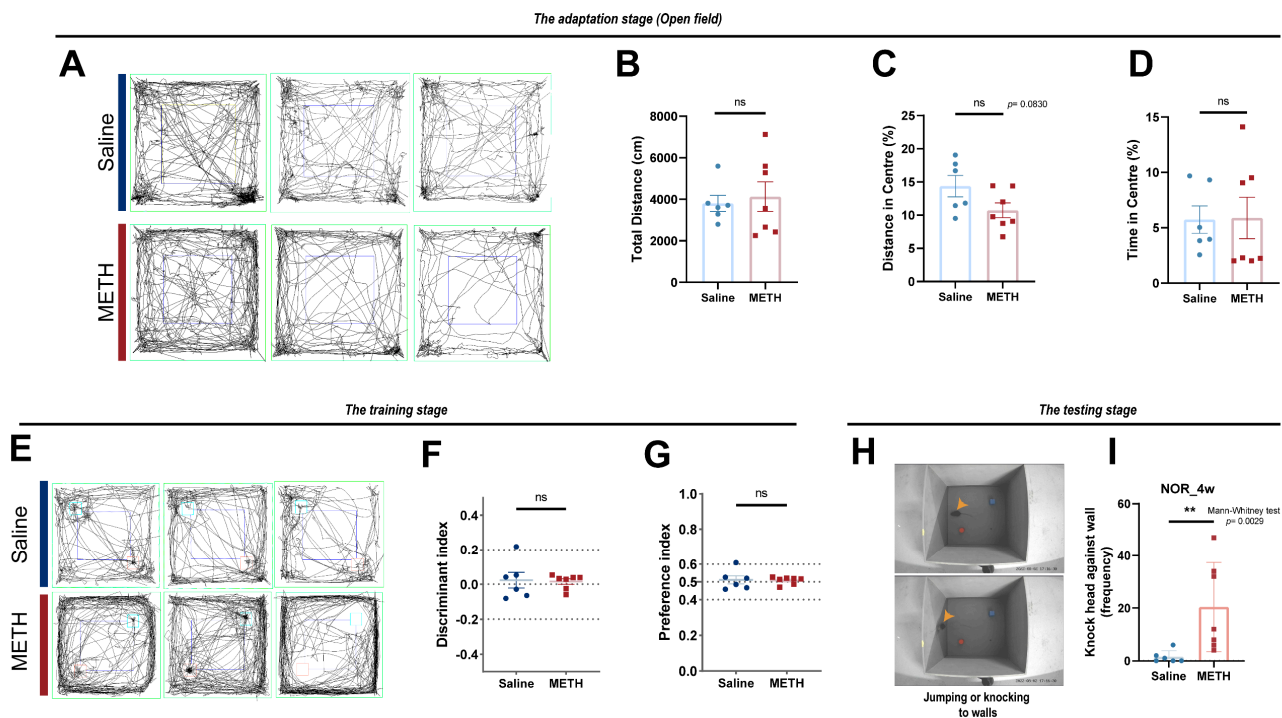 The adaptation stage (Open field)
A
B
C
D
Saline
METH
ns
8000
6000
4000
2000
0
Total Distance (cm)
Saline
METH
ns
p= 0.0830
25
20
15
10
5
0
Distance in Centre (%)
Saline
METH
ns
15
10
5
0
Time in Centre (%)
Saline
METH
The training stage
The testing stage
E
F
G
H
I
Saline
METH
ns
0.4
0.2
0.0
-0.2
-0.4
Discriminant index
Saline
METH
ns
1.0
0.8
0.6
0.5
0.4
0.2
0.0
Preference index
Saline
METH
Jumping or knocking
to walls
NOR_4w
** Mann-Whitney test
p= 0.0029
60
40
20
0
Knock head against wall
(frequency)
Saline
METH